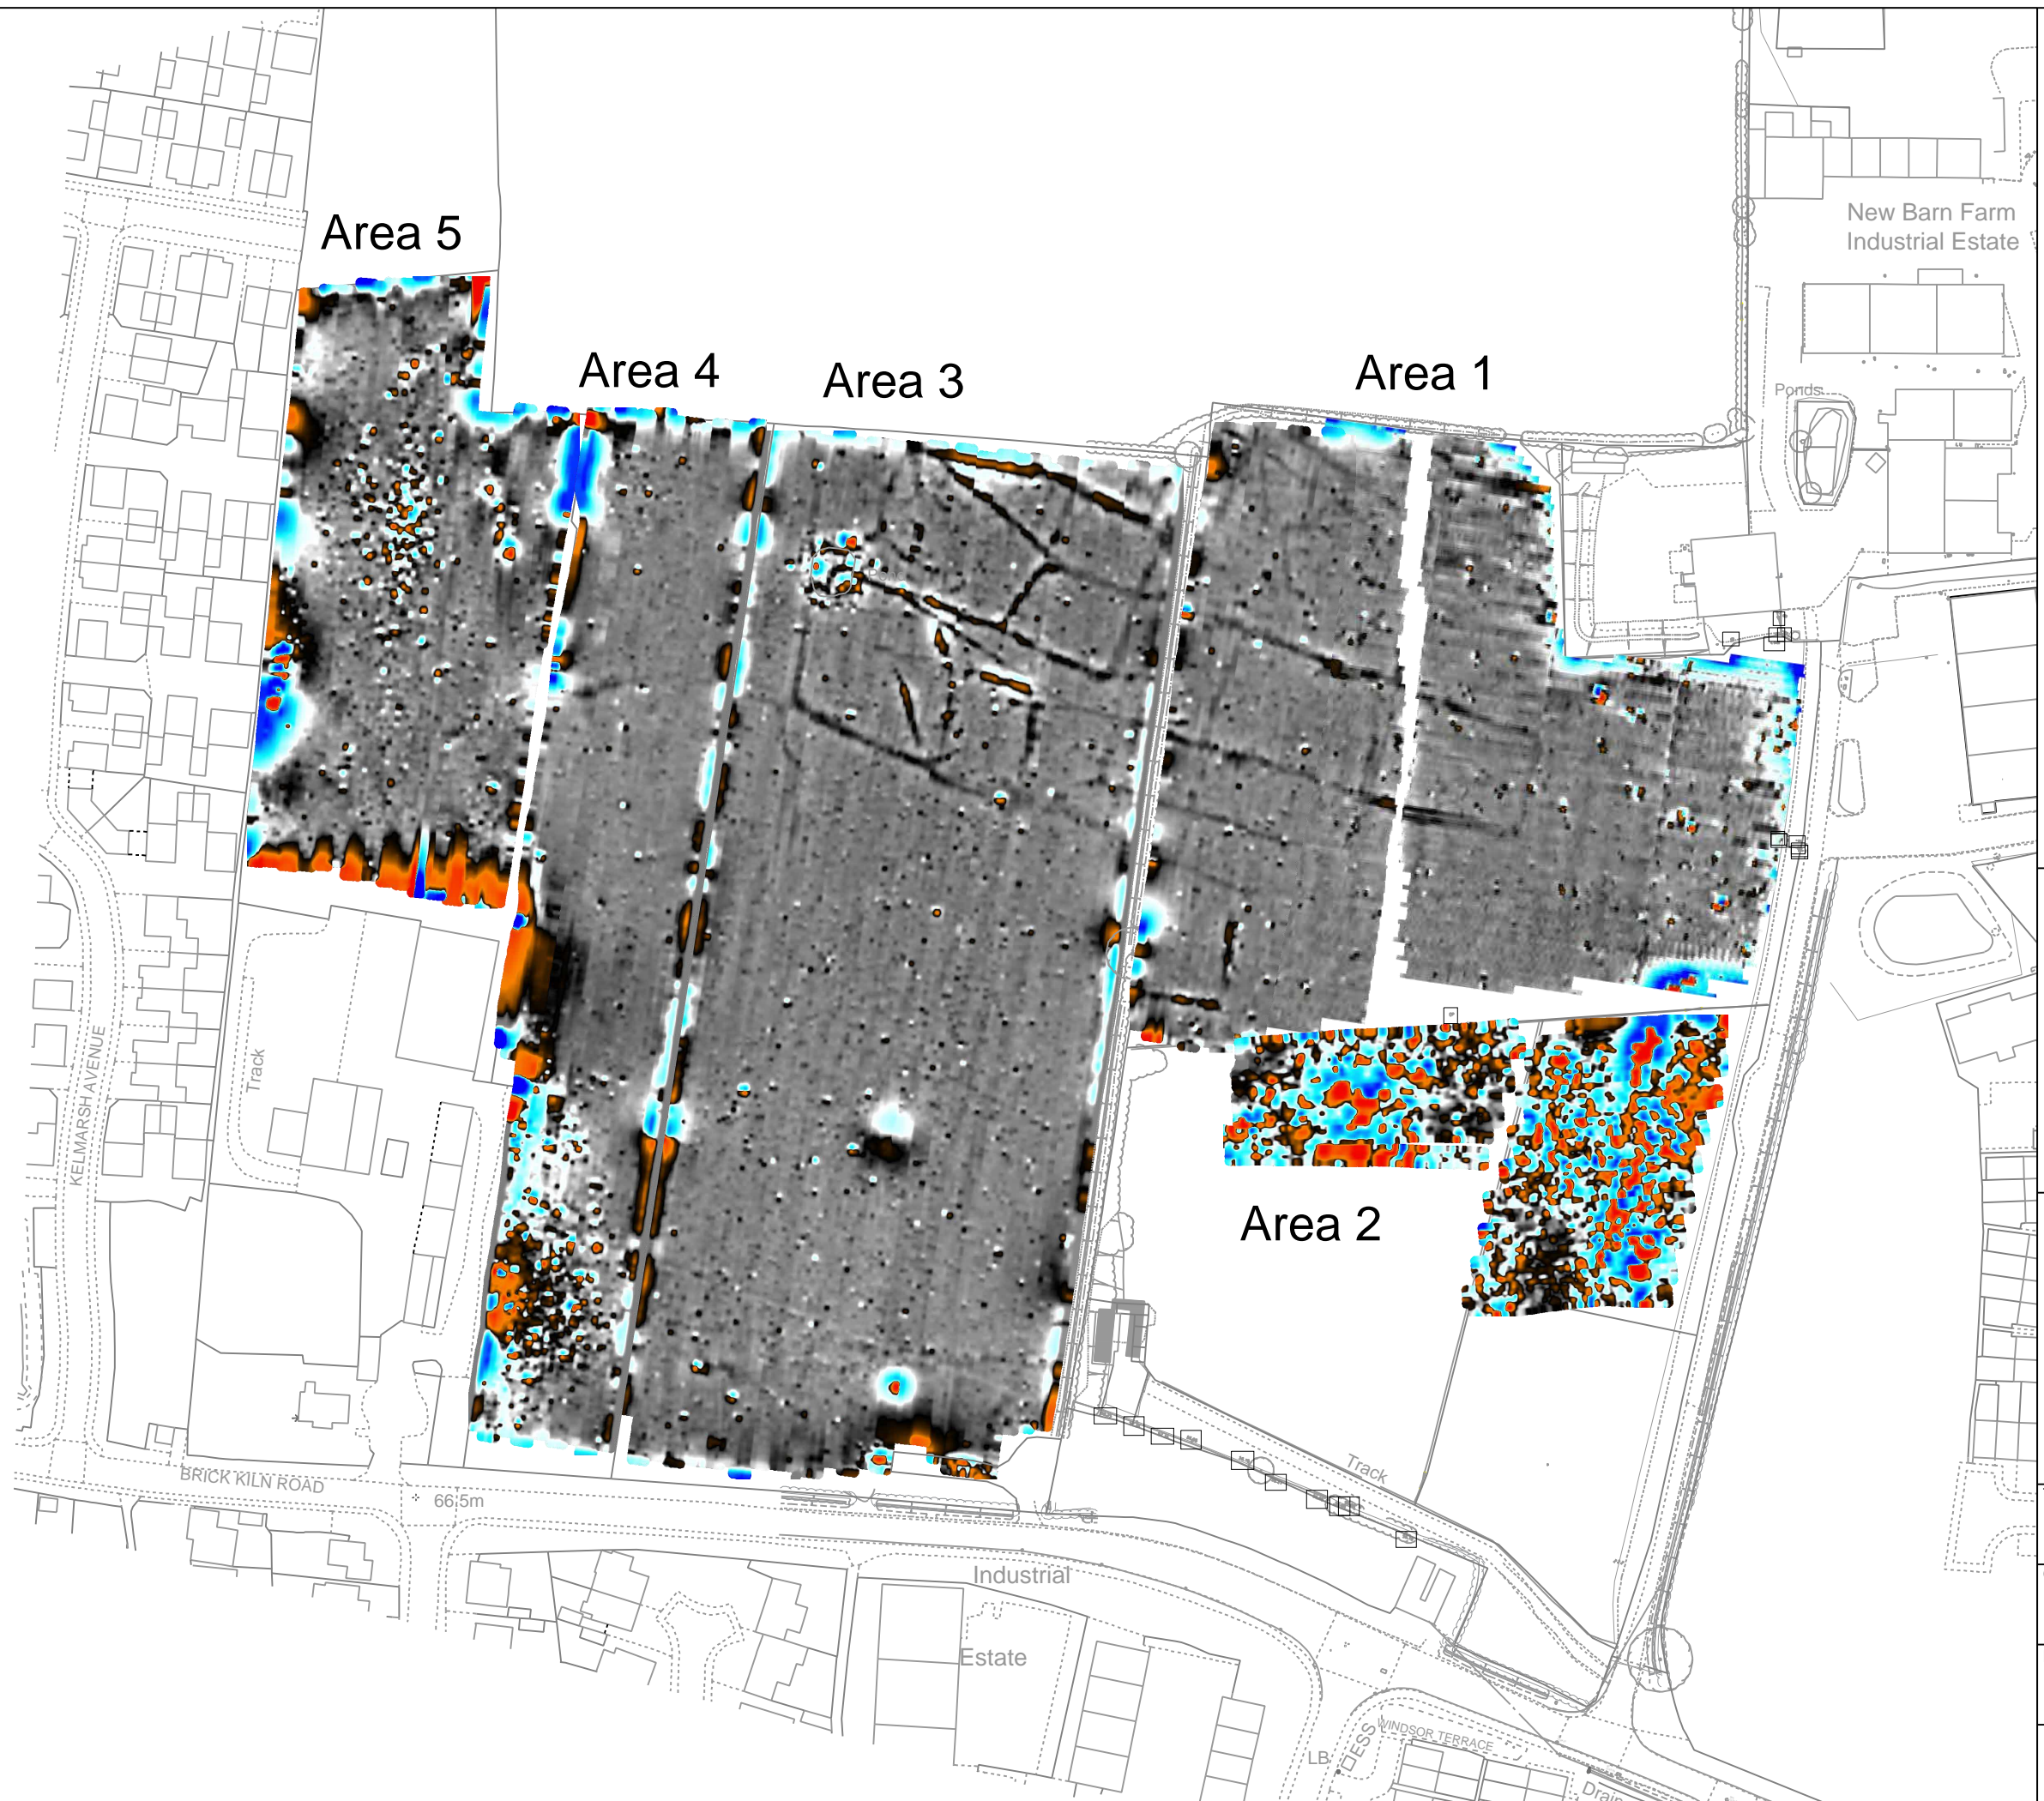 New Barn Farm
Industrial Estate
Area 5
Area 4
Area 3
Area 1
Ponds
Area 2
Track
KELMARSH AVENUE
Track
BRICK KILN ROAD
66.5m
Industrial
Estate
WINDSOR TERRACE
ESS
LB
Drain